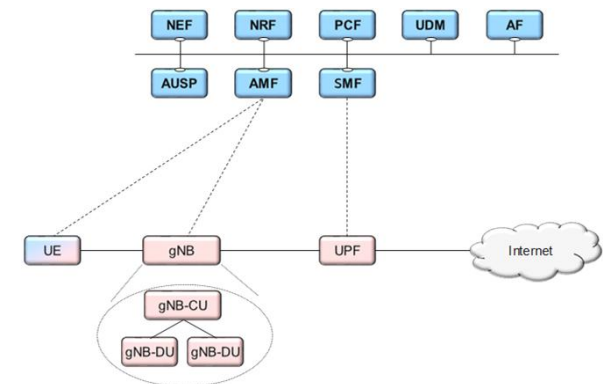 NEF
NRF
PCF
UDM
AF
AUSP
AMF
SMF
UE
gNB
UPF
Internet
gNB-CU
gNB-DU
gNB-DU